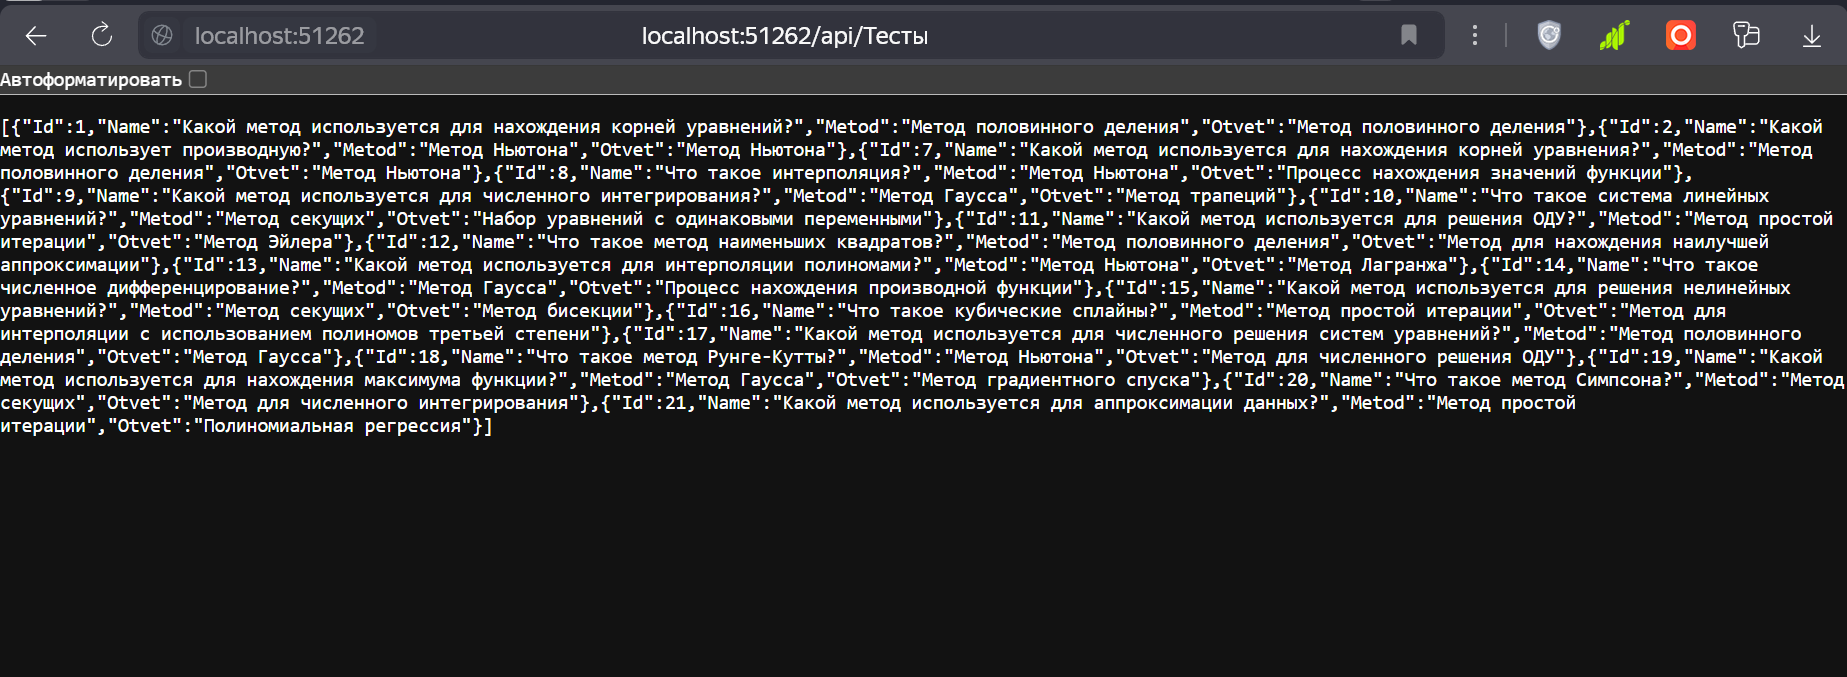 localhost:51262
localhost:51262/api/Тесты
Автоформатировать
[{"Id":1,"Name":"Какой метод используется для нахождения корней уравнений?","Metod":"Метод половинного деления","Otvet":"Метод половинного деления"},{"Id":2,"Name":"Какой
метод использует производную?","Metod":"Метод Ньютона","Otvet":"Метод Ньютона"},{"Id":7,"Name":"Какой метод используется для нахождения корней уравнения?","Metod":"Метод
половинного деления","Otvet":"Метод Ньютона"},{"Id":8,"Name":"Что такое интерполяция?","Metod":"Метод Ньютона","Otvet":"Процесс нахождения значений функции"},
{"Id":9,"Name":"Какой метод используется для численного интегрирования?","Metod":"Метод Гаусса","Otvet":"Метод трапеций"},{"Id":10,"Name":"Что такое система линейных
уравнений?","Metod":"Метод секущих","Otvet":"Набор уравнений с одинаковыми переменными"},{"Id":11,"Name":"Какой метод используется для решения ОДУ?","Metod":"Метод простой
итерации","Otvet":"Метод Эйлера"},{"Id":12,"Name":"Что такое метод наименьших квадратов?","Metod":"Метод половинного деления","Otvet":"Метод для нахождения наилучшей
аппроксимации"},{"Id":13,"Name":"Какой метод используется для интерполяции полиномами?","Metod":"Метод Ньютона","Otvet":"Метод Лагранжа"},{"Id":14,"Name":"Что такое
численное дифференцирование?","Metod":"Метод Гаусса","Otvet":"Процесс нахождения производной функции"},{"Id":15,"Name":"Какой метод используется для решения нелинейных
уравнений?","Metod":"Метод секущих","Otvet":"Метод бисекции"},{"Id":16,"Name":"Что такое кубические сплайны?","Metod":"Метод простой итерации","Otvet":"Метод для
интерполяции с использованием полиномов третьей степени"},{"Id":17,"Name":"Какой метод используется для численного решения систем уравнений?","Metod":"Метод половинного
деления","Otvet":"Метод Гаусса"},{"Id":18,"Name":"Что такое метод Рунге-Кутты?","Metod":"Метод Ньютона","Otvet":"Метод для численного решения ОДУ"},{"Id":19,"Name":"Какой
метод используется для нахождения максимума функции?","Metod":"Метод Гаусса","Otvet":"Метод градиентного спуска"},{"Id":20,"Name":"Что такое метод Симпсона?","Metod":"Метод
секущих","Otvet":"Метод для численного интегрирования"},{"Id":21,"Name":"Какой метод используется для аппроксимации данных?","Metod":"Метод простой
итерации","Otvet":"Полиномиальная регрессия"}]